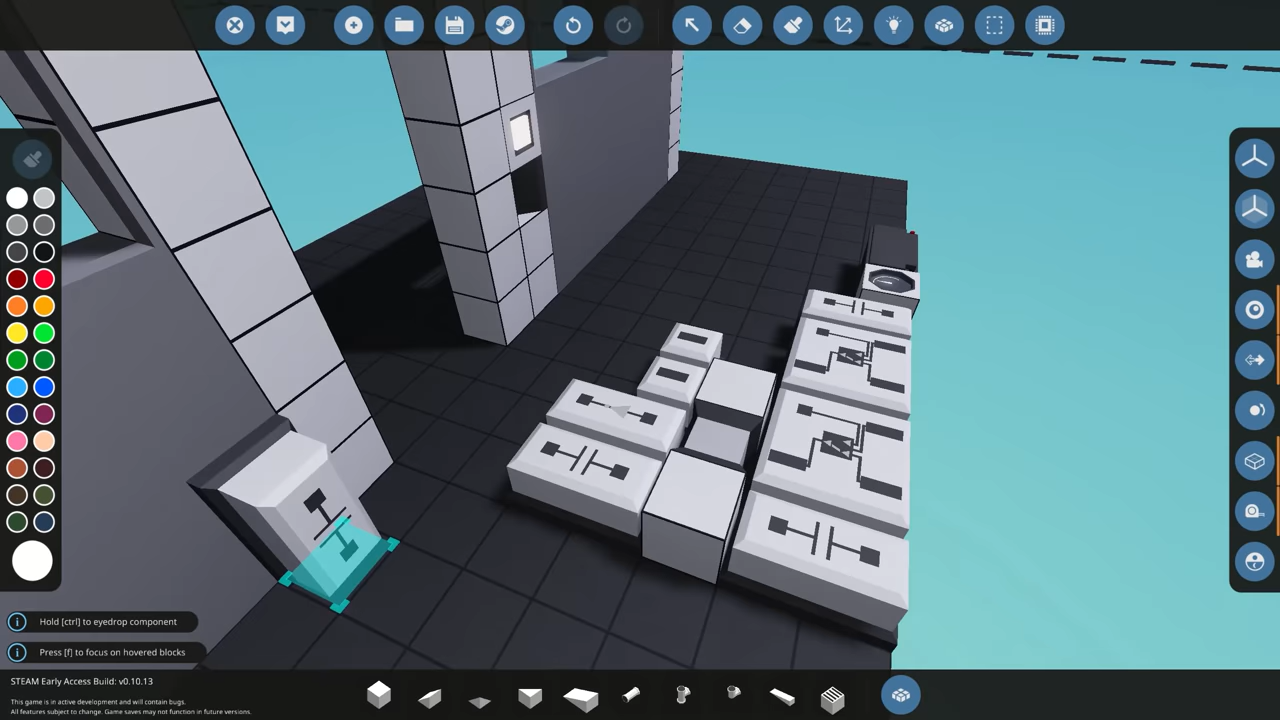 Hold [ctrl] to eyedrop component
Press [f] to focus on hovered blocks
STEAM Early Access Build: v0.10.13
This game is in active development and will contain bugs.
All features subject to change. Game saves may not function in future versions.